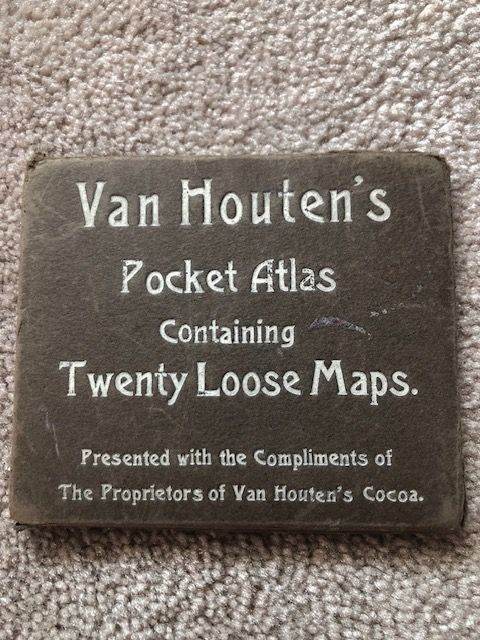 Van Houten's
Pocket Atlas
Containing
Twenty Loose Maps.
Presented with the Compliments of
The Proprietors of Van Houten's Cocoa.